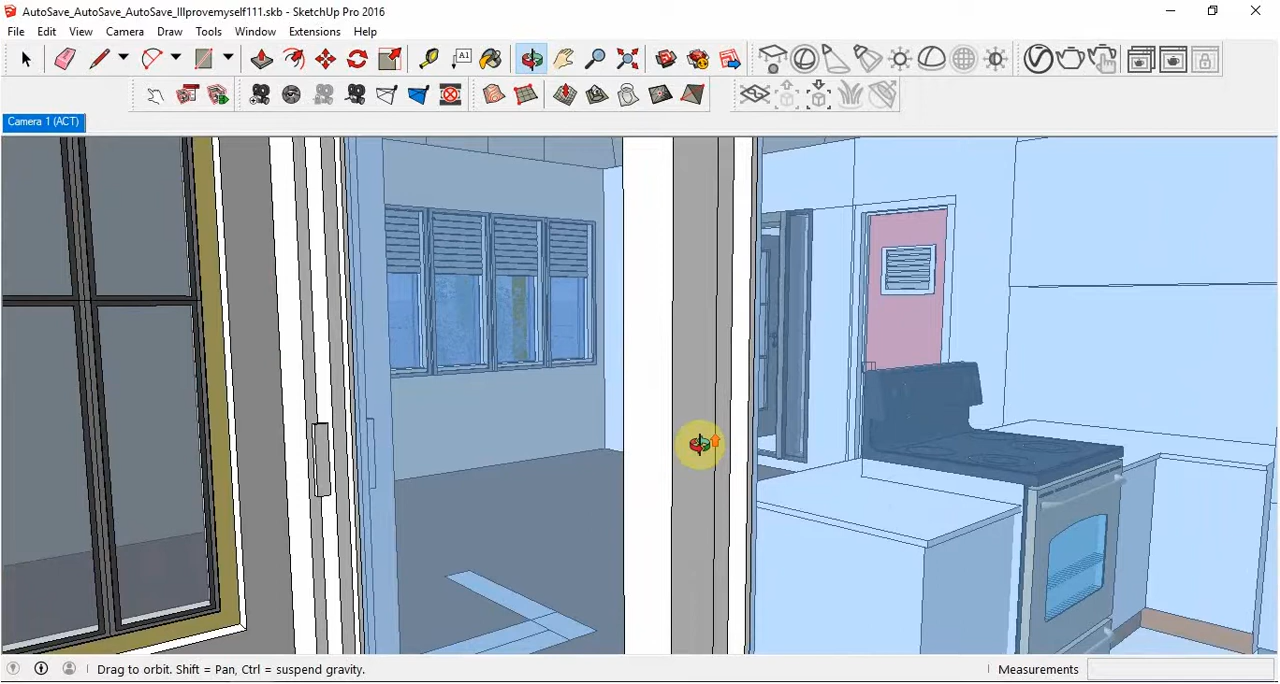 AutoSave_AutoSave_AutoSave_IIIprovemyself111.skb - SketchUp Pro 2016
File Edit View Camera Draw Tools Window Extensions Help
Camera 1 (ACT)
Drag to orbit. Shift = Pan, Ctrl = suspend gravity.
Measurements